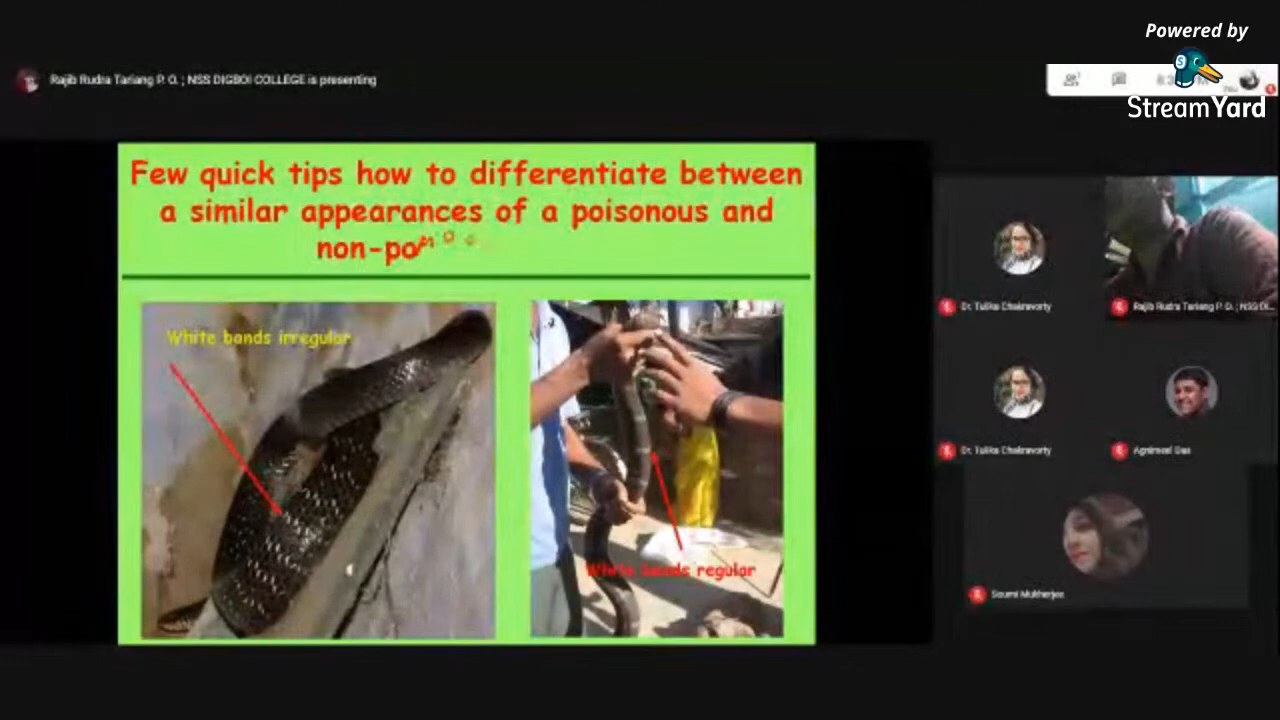 Powered by
StreamYard
Rajib Rudra Tariang P. O. ; NSS DIGBOI COLLEGE is presenting
Few quick tips how to differentiate between
a similar appearances of a poisonous and
non-po
White bands irregular
White bands regular
Dr. Tulika Chakravorty
Rajib Rudra Tariang P. O. ; NSS DI...
Dr. Tulika Chakravorty
Agnimeel Das
Soumi Mukherjee